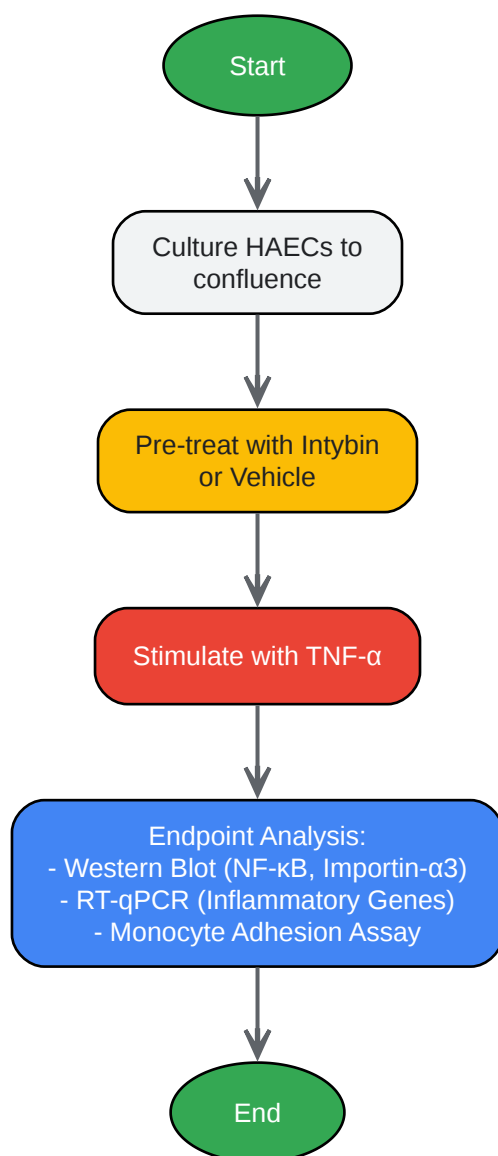 Start
Culture HAECs to
confluence
Pre-treat with Intybin
or Vehicle
Stimulate with TNF-α
Endpoint Analysis:
- Western Blot (NF-κB, Importin-α3)
- RT-qPCR (Inflammatory Genes)
- Monocyte Adhesion Assay
End